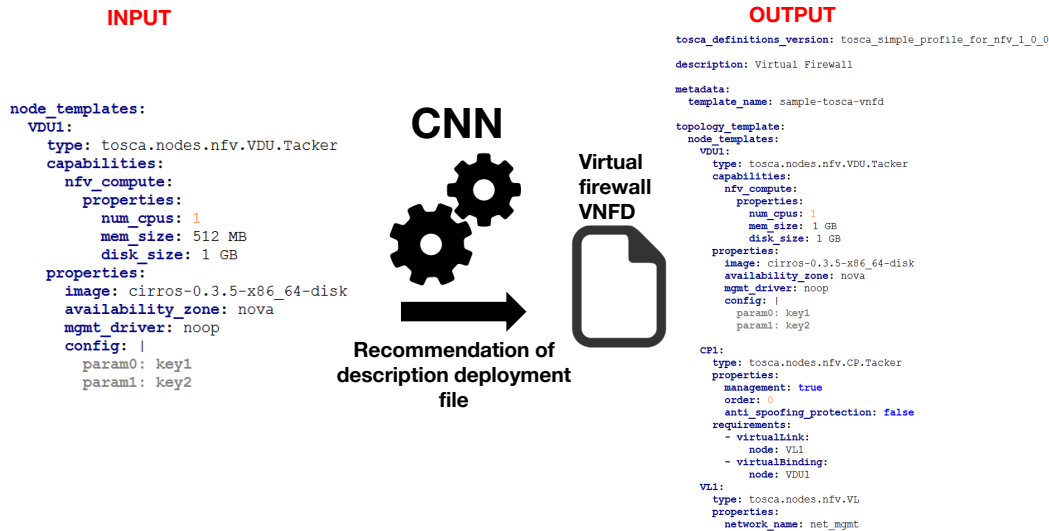 INPUT
node_templates:
VDU1:
type: tosca.nodes.nfv.VDU.Tacker
capabilities:
nfv_compute:
properties:
num_cpus: 1
mem_size: 512 MB
disk_size: 1 GB
properties:
image: cirros-0.3.5-x86_64-disk
availability_zone: nova
mgmt_driver: noop
config: |
param0: key1
param1: key2
CNN
Recommendation of
description deployment
file
Virtual
firewall
VNFD
OUTPUT
tosca_definitions_version: tosca_simple_profile_for_nfv_1_0_0
description: Virtual Firewall
metadata:
template_name: sample-tosca-vnfd
topology_template:
node_templates:
VDU1:
type: tosca.nodes.nfv.VDU.Tacker
capabilities:
nfv_compute:
properties:
num_cpus: 1
mem_size: 1 GB
disk_size: 1 GB
properties:
image: cirros-0.3.5-x86_64-disk
availability_zone: nova
mgmt_driver: noop
config: |
param0: key1
param1: key2
CP1:
type: tosca.nodes.nfv.CP.Tacker
properties:
management: true
order: 0
anti_spoofing_protection: false
requirements:
- virtualLink:
node: VL1
- virtualBinding:
node: VDU1
VL1:
type: tosca.nodes.nfv.VL
properties:
network_name: net_mgmt